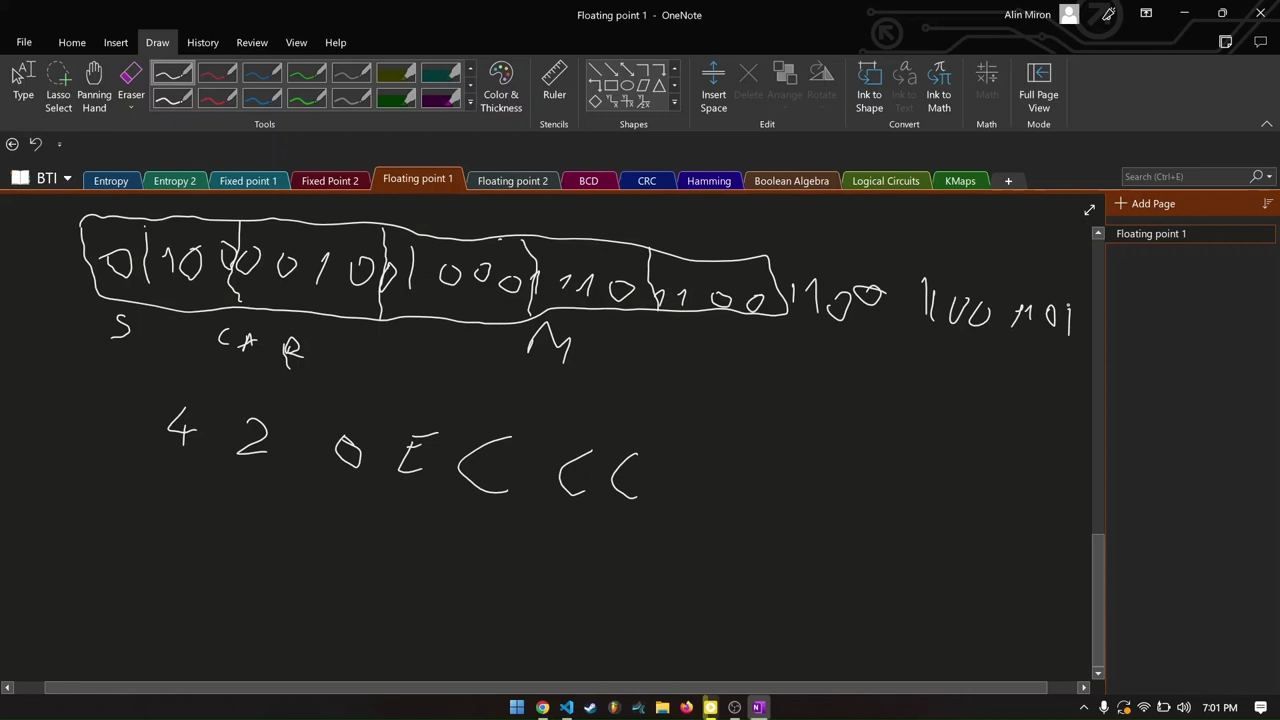 Floating point 1 - OneNote
Alin Miron
File Home Insert Draw History Review View Help
Type
Lasso Select
Panning Hand
Eraser
Color & Thickness
Ruler
Insert Space
Delete
Arrange
Rotate
Ink to Shape
Ink to Text
Ink to Math
Math
Full Page View
Tools
Stencils
Shapes
Edit
Convert
Math
Mode
BTI
Entropy
Entropy 2
Fixed point 1
Fixed Point 2
Floating point 1
Floating point 2
BCD
CRC
Hamming
Boolean Algebra
Logical Circuits
KMaps
Search (Ctrl+E)
Add Page
Floating point 1
0 100 0010 0 1 000 1110 1100 1100 1100 1101
S CAR M
4 2 0 E C C C
7:01 PM